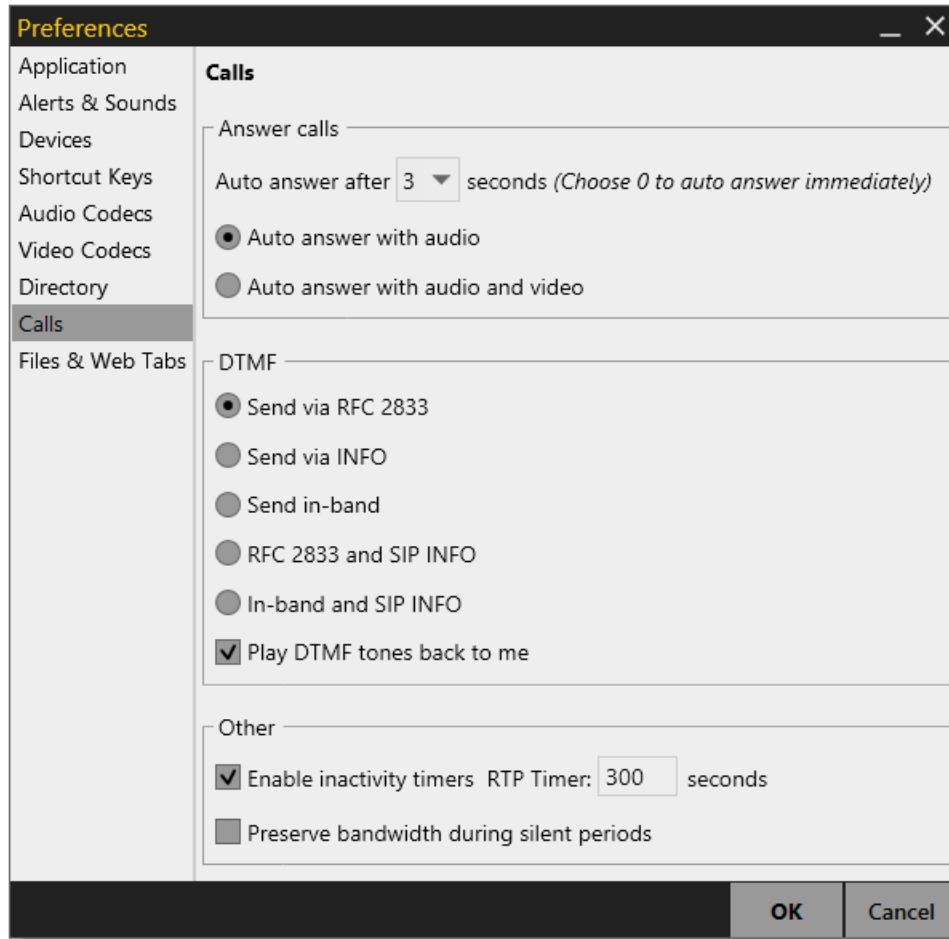 Preferences
Application
Alerts & Sounds
Devices
Shortcut Keys
Audio Codecs
Video Codecs
Directory
Calls
Files & Web Tabs
Calls
Answer calls
Auto answer after 3 seconds (Choose 0 to auto answer immediately)
Auto answer with audio
Auto answer with audio and video
DTMF
Send via RFC 2833
Send via INFO
Send in-band
RFC 2833 and SIP INFO
In-band and SIP INFO
Play DTMF tones back to me
Other
Enable inactivity timers RTP Timer: 300 seconds
Preserve bandwidth during silent periods
OK Cancel